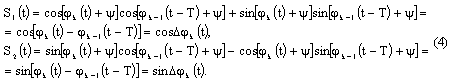 S₁(t) = cos[φₖ(t) + ψ]cos[φₖ₋₁(t − T) + ψ] + sin[φₖ(t) + ψ]sin[φₖ₋₁(t − T) + ψ] =
= cos[φₖ(t) − φₖ₋₁(t − T)] = cosΔφₖ(t),
S₂(t) = sin[φₖ(t) + ψ]cos[φₖ₋₁(t − T) + ψ] − cos[φₖ(t) + ψ]sin[φₖ₋₁(t − T) + ψ] = (4)
= sin[φₖ(t) − φₖ₋₁(t − T)] = sinΔφₖ(t).